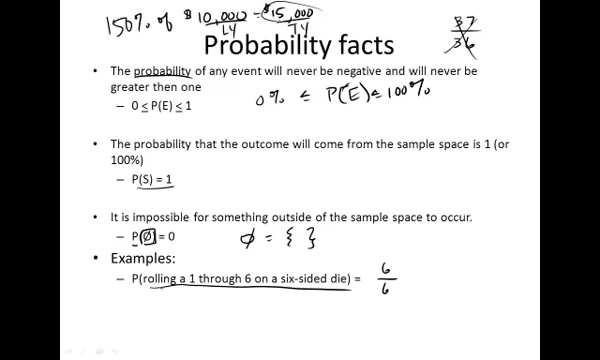 150% of $10,000 = $15,000
LY TY
37
36
Probability facts
• The probability of any event will never be negative and will never be
greater then one
– 0 ≤ P(E) ≤ 1
0% ≤ P(E) ≤ 100%
• The probability that the outcome will come from the sample space is 1 (or
100%)
– P(S) = 1
• It is impossible for something outside of the sample space to occur.
– P(Ø) = 0 ϕ = { }
• Examples:
– P(rolling a 1 through 6 on a six-sided die) = 6
6